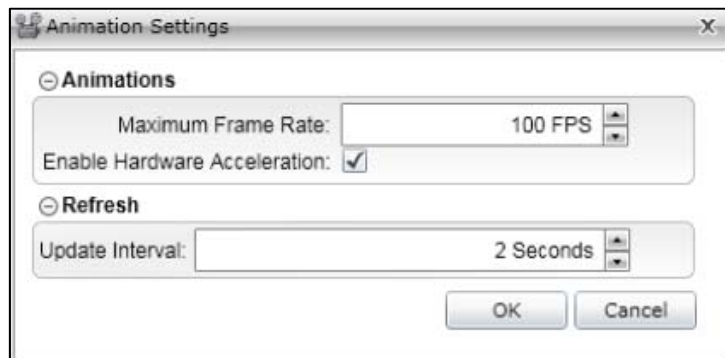 Animation Settings
Animations
Maximum Frame Rate: 100 FPS
Enable Hardware Acceleration:
Refresh
Update Interval: 2 Seconds
OK Cancel